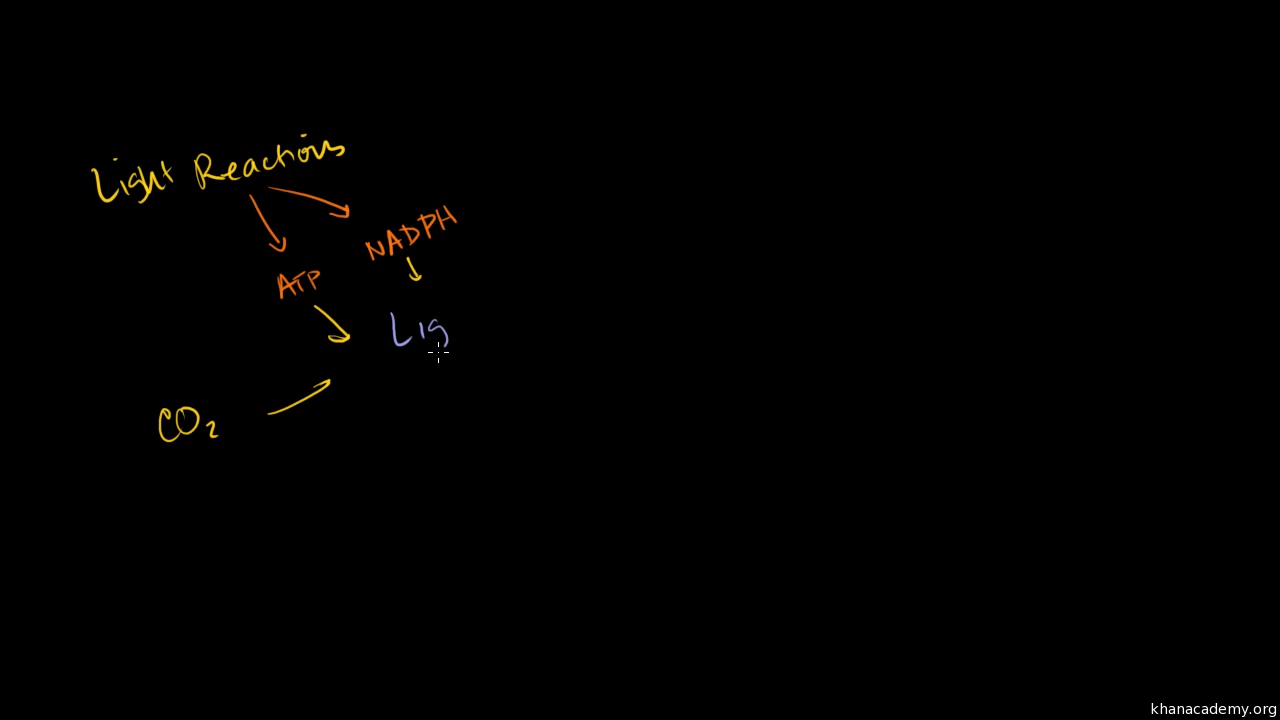 Light Reactions
NADPH
ATP
Lig
CO₂
khanacademy.org